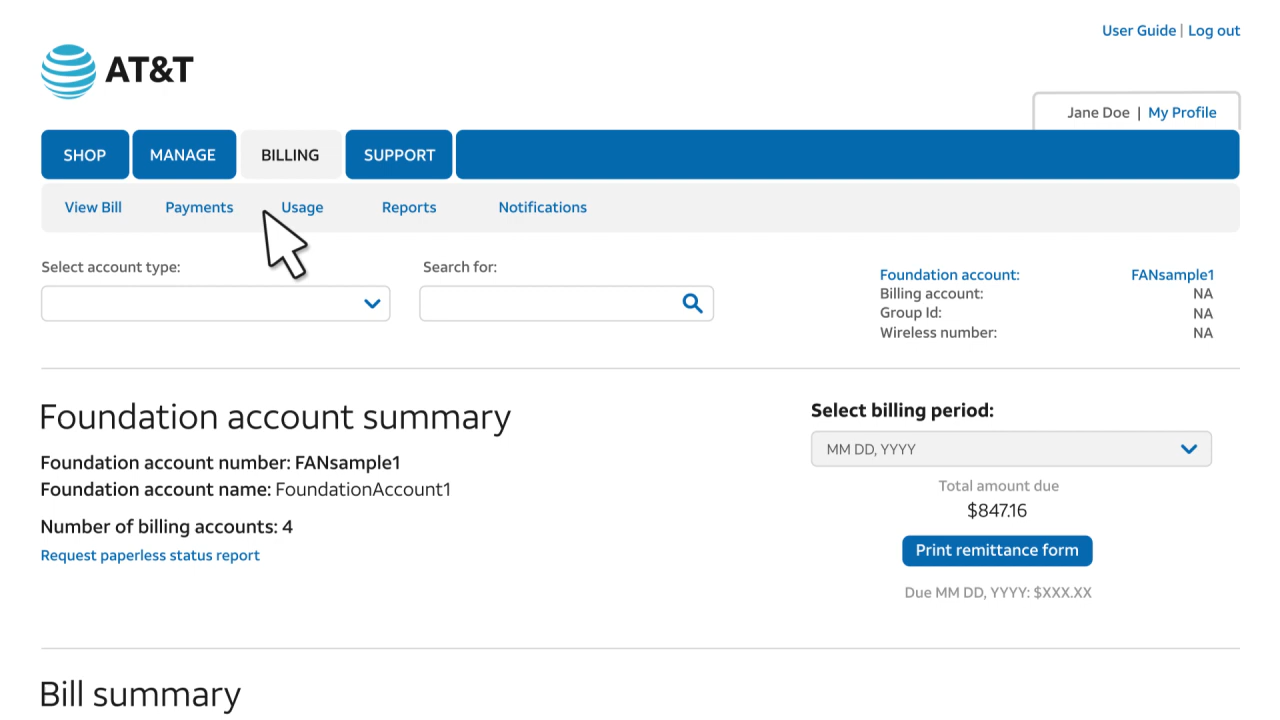 User Guide | Log out
AT&T
Jane Doe | My Profile
SHOP MANAGE BILLING SUPPORT
View Bill Payments Usage Reports Notifications
Select account type: Search for:
Foundation account: FANsample1
Billing account: NA
Group Id: NA
Wireless number: NA
Foundation account summary
Foundation account number: FANsample1
Foundation account name: FoundationAccount1
Number of billing accounts: 4
Request paperless status report
Select billing period:
MM DD, YYYY
Total amount due
$847.16
Print remittance form
Due MM DD, YYYY: $XXX.XX
Bill summary